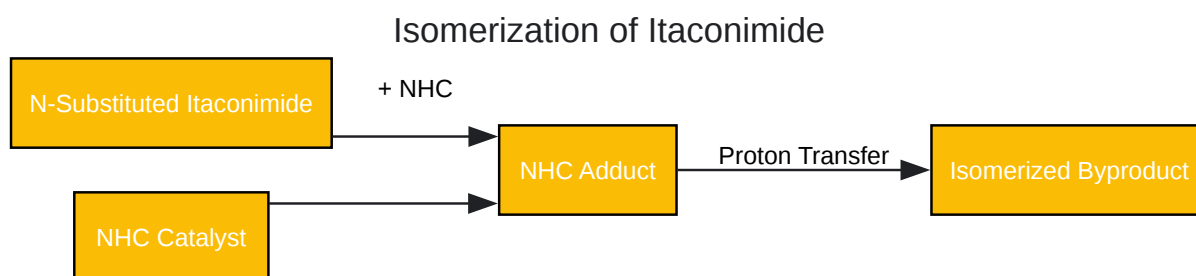 Isomerization of Itaconimide
N-Substituted Itaconimide
+ NHC
NHC Adduct
Proton Transfer
Isomerized Byproduct
NHC Catalyst